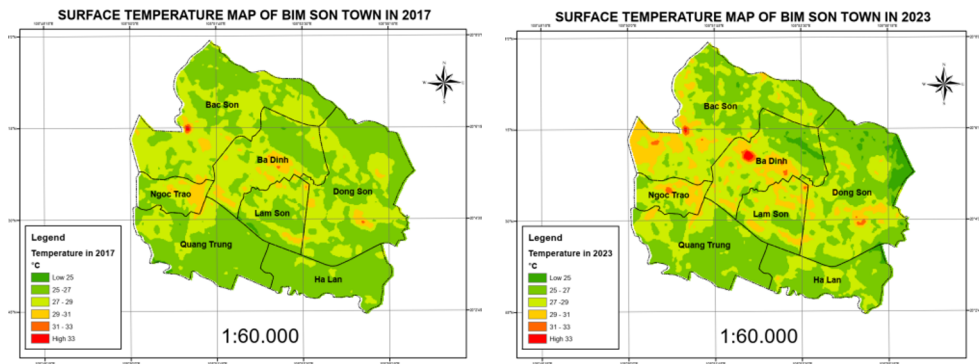 SURFACE TEMPERATURE MAP OF BIM SON TOWN IN 2017
Bac Son
Ba Dinh
Ngoc Trao
Dong Son
Lam Son
Quang Trung
Ha Lan
Legend
Temperature in 2017
°C
Low 25
25 -27
27 - 29
29 -31
31 - 33
High 33
1:60.000
SURFACE TEMPERATURE MAP OF BIM SON TOWN IN 2023
Bac Son
Ba Dinh
Ngoc Trao
Dong Son
Lam Son
Quang Trung
Ha Lan
Legend
Temperature in 2023
°C
Low 25
25 - 27
27 -29
29 - 31
31 - 33
High 33
1:60.000